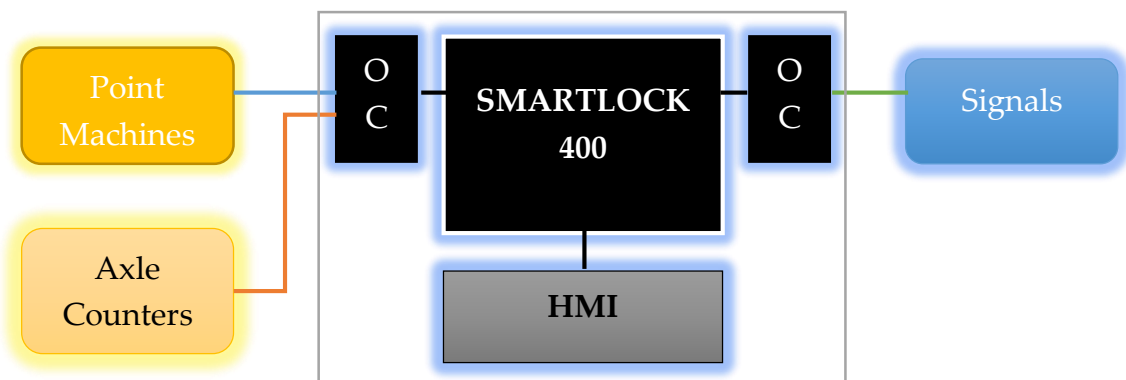 Point
Machines
O
C
SMARTLOCK
400
O
C
Signals
Axle
Counters
HMI